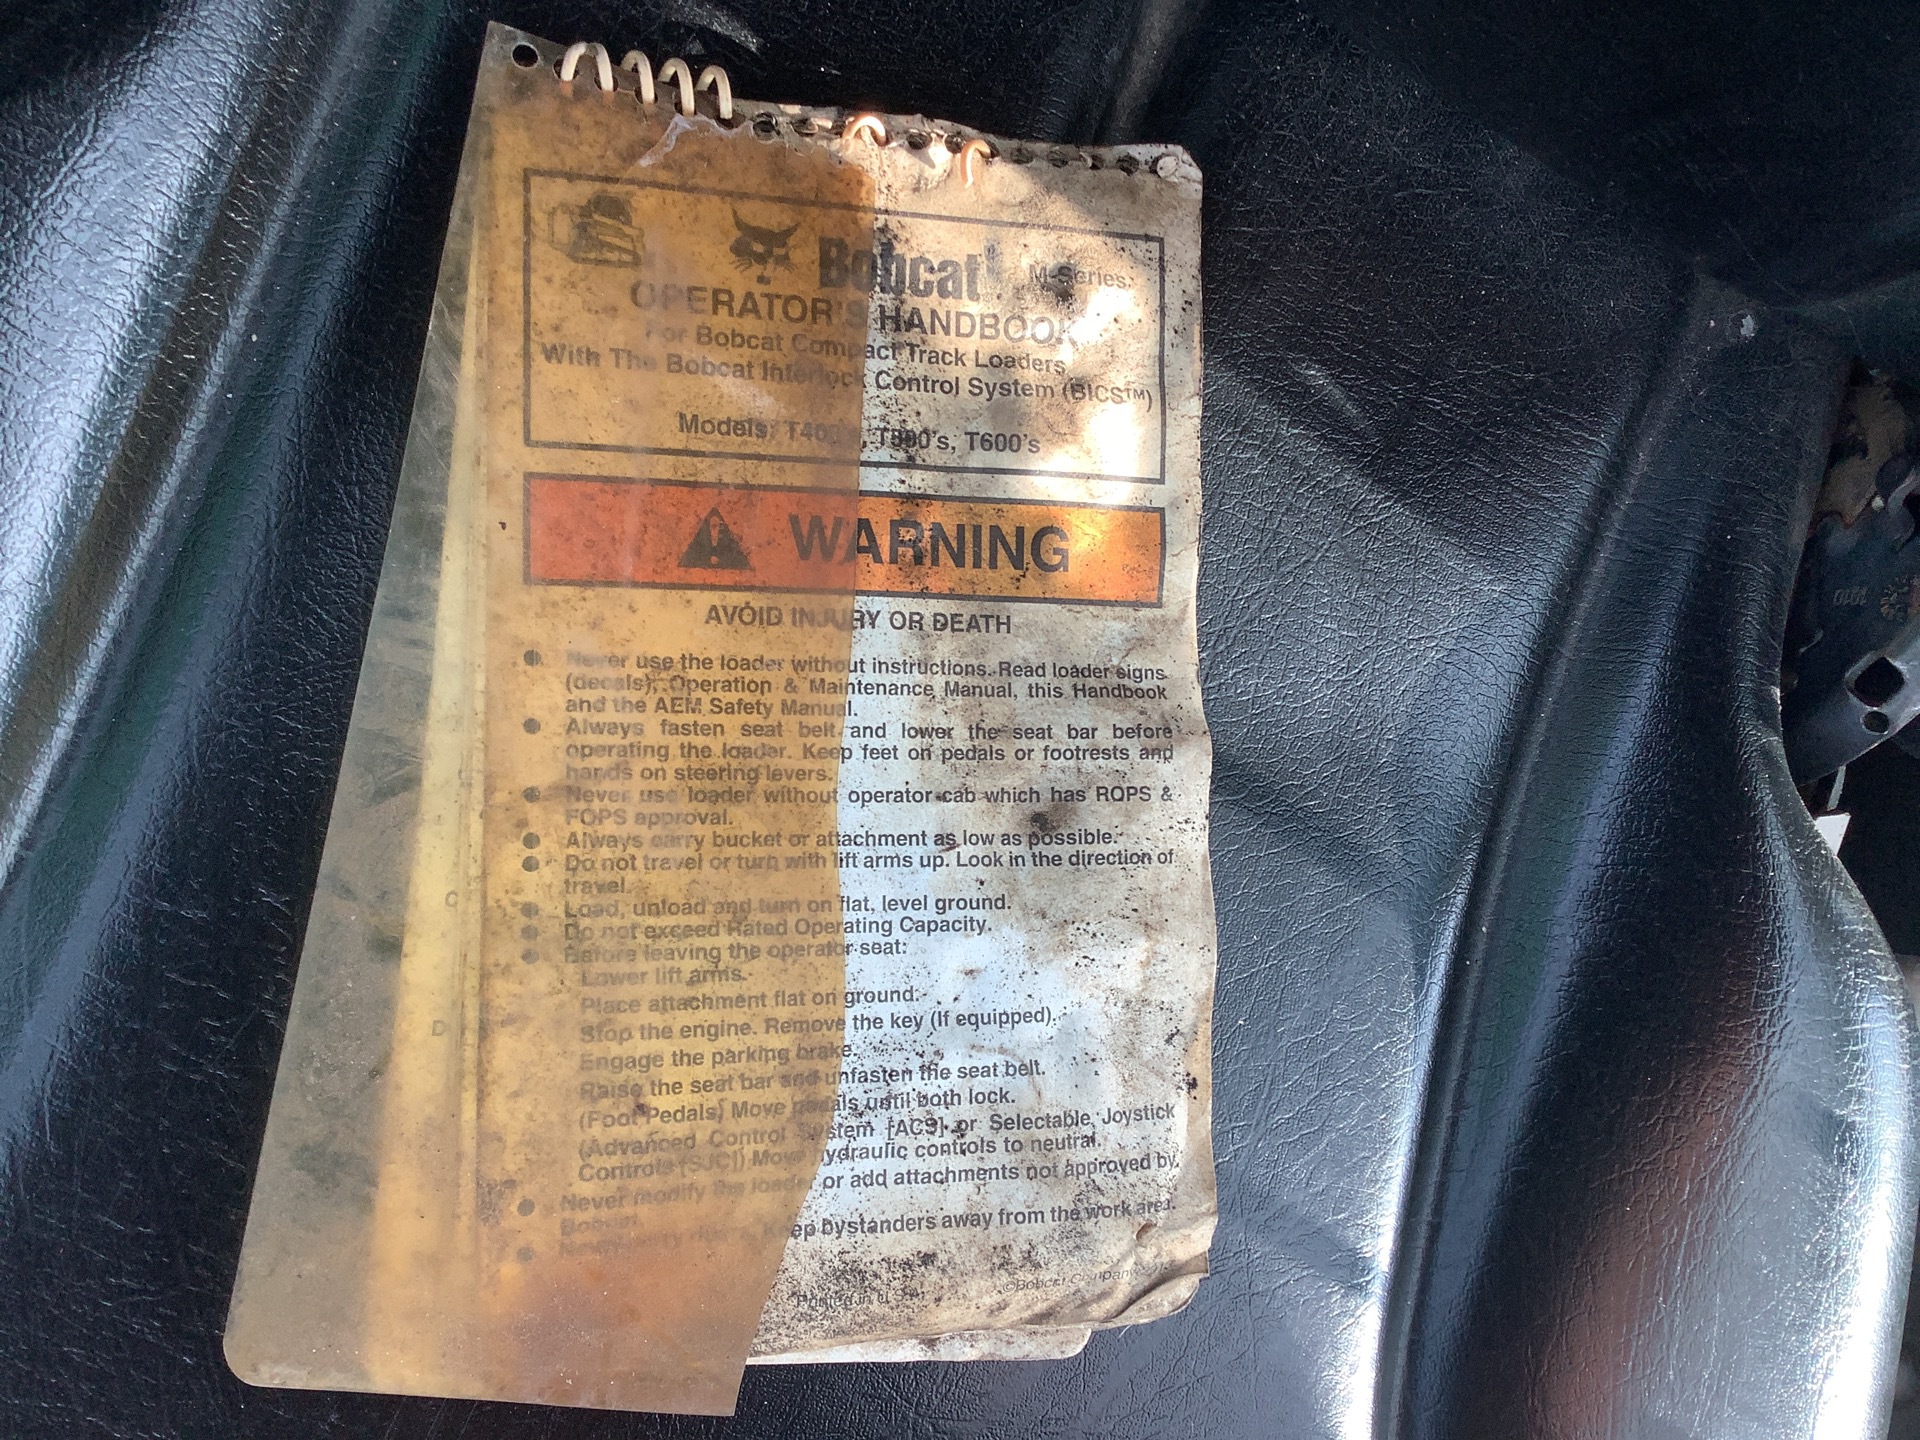 Bobcat® M-Series
OPERATOR'S HANDBOOK
For Bobcat Compact Track Loaders
With The Bobcat Interlock Control System (BICS™)
Models: T400's, T500's, T600's
WARNING
AVOID INJURY OR DEATH
Never use the loader without instructions. Read loader signs
(decals), Operation & Maintenance Manual, this Handbook
and the AEM Safety Manual.
Always fasten seat belt and lower the seat bar before
operating the loader. Keep feet on pedals or footrests and
hands on steering levers.
Never use loader without operator cab which has ROPS &
FOPS approval.
Always carry bucket or attachment as low as possible.
Do not travel or turn with lift arms up. Look in the direction of
travel.
Load, unload and turn on flat, level ground.
Do not exceed Rated Operating Capacity.
Before leaving the operator seat:
Lower lift arms.
Place attachment flat on ground.
Stop the engine. Remove the key (If equipped).
Engage the parking brake.
Raise the seat bar and unfasten the seat belt.
(Foot Pedals) Move pedals until both lock.
(Advanced Control System [ACS] or Selectable Joystick
Controls [SJC]) Move hydraulic controls to neutral.
Never modify the loader or add attachments not approved by
Bobcat.
Keep bystanders away from the work area.
Printed in U.S.A.
©Bobcat Company